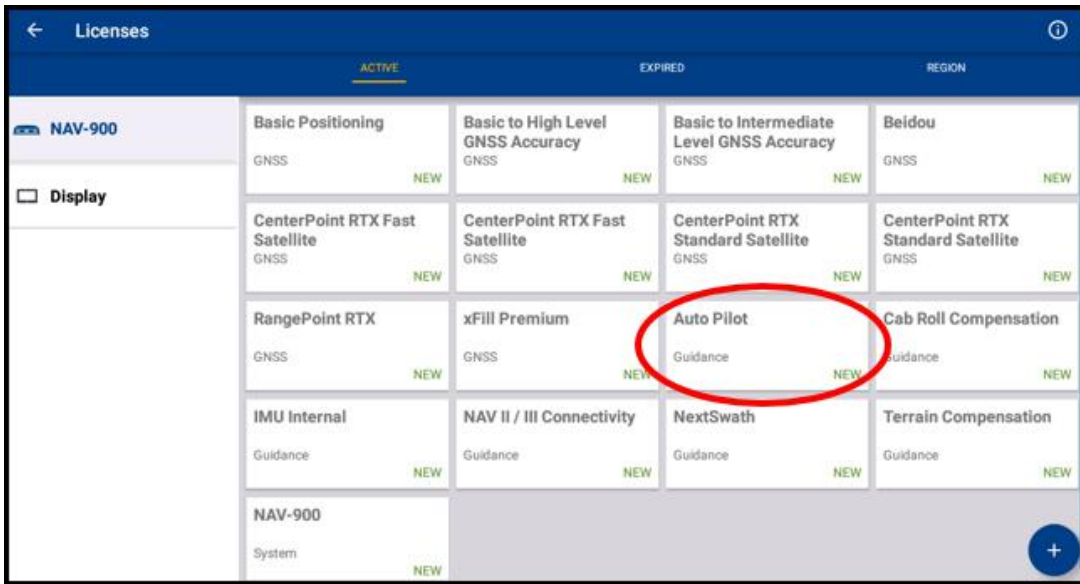 Licenses
ACTIVE EXPIRED REGION
NAV-900
Display
Basic Positioning
GNSS
NEW
Basic to High Level
GNSS Accuracy
GNSS
NEW
Basic to Intermediate
Level GNSS Accuracy
GNSS
NEW
Beidou
GNSS
NEW
CenterPoint RTX Fast
Satellite
GNSS
NEW
CenterPoint RTX Fast
Satellite
GNSS
NEW
CenterPoint RTX
Standard Satellite
GNSS
NEW
CenterPoint RTX
Standard Satellite
GNSS
NEW
RangePoint RTX
GNSS
NEW
xFill Premium
GNSS
NEW
Auto Pilot
Guidance
NEW
Cab Roll Compensation
Guidance
NEW
IMU Internal
Guidance
NEW
NAV II / III Connectivity
Guidance
NEW
NextSwath
Guidance
NEW
Terrain Compensation
Guidance
NEW
NAV-900
System
NEW